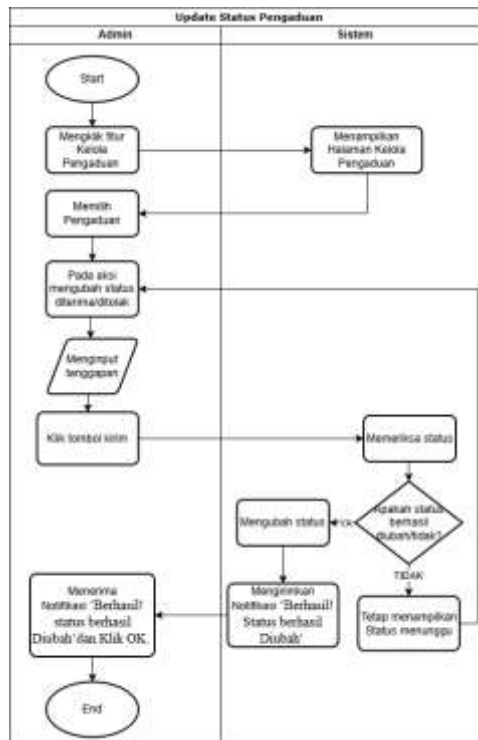 Update Status Pengaduan
Admin
Sistem
Start
Mengklik fitur
Kelola
Pengaduan
Menampilkan
Halaman Kelola
Pengaduan
Memilih
Pengaduan
Pada aksi
mengubah status
diterima/ditolak
Menginput
tanggapan
Klik tombol kirim
Memeriksa status
Apakah status
berhasil
diubah/tidak?
YA
Mengubah status
TIDAK
Menerima
Notifikasi "Berhasil!
status berhasil
Diubah" dan Klik OK.
Mengirimkan
Notifikasi "Berhasil!
Status berhasil
Diubah"
Tetap menampilkan
Status menunggu
End